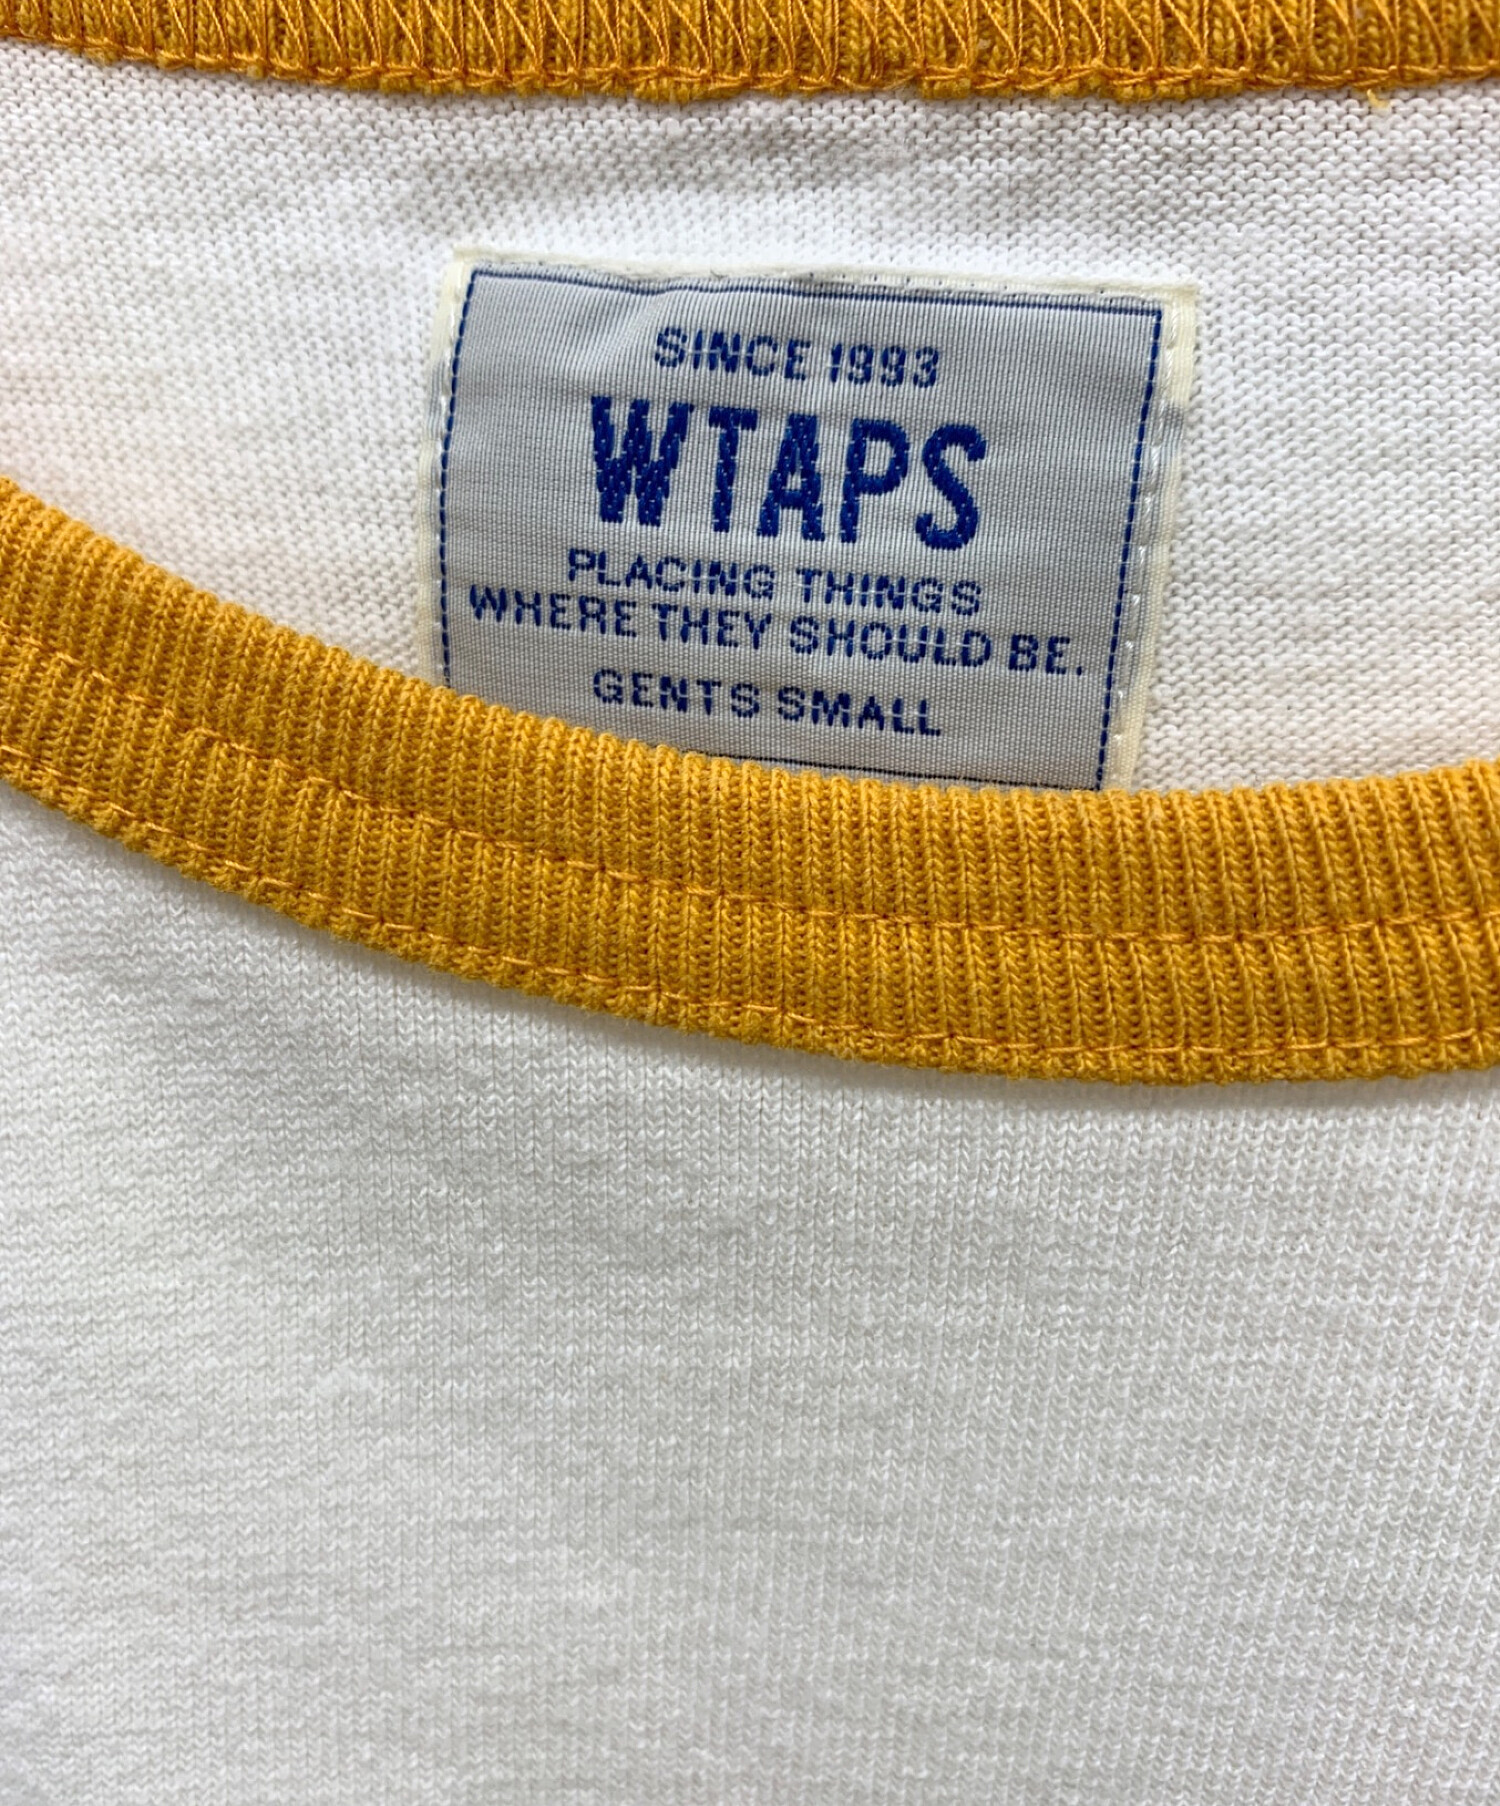 SINCE 1993
WTAPS
PLACING THINGS
WHERE THEY SHOULD BE.
GENTS SMALL